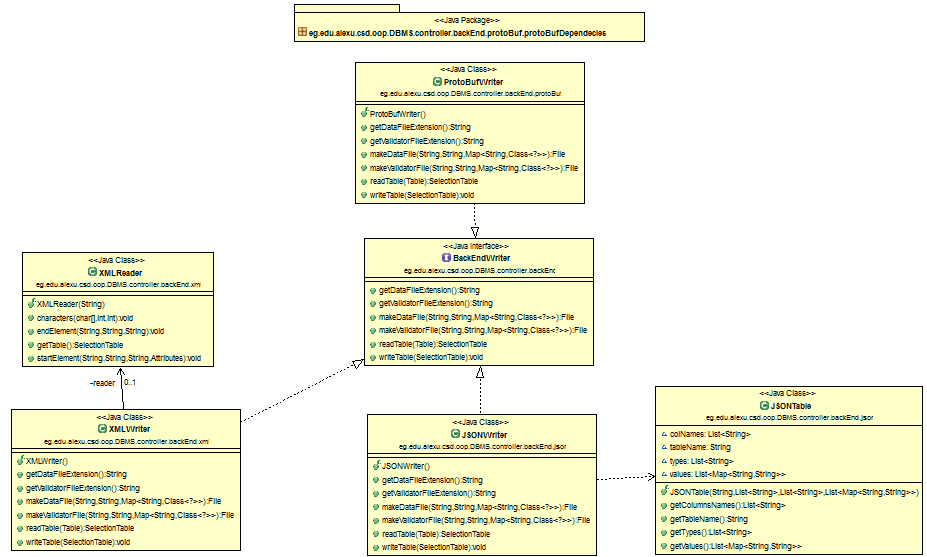 <<Java Package>>
eg.edu.alexu.csd.oop.DBMS.controller.backEnd.protoBuf.protoBufDependecies
<<Java Class>>
ProtoBufWriter
eg.edu.alexu.csd.oop.DBMS.controller.backEnd.protoBuf
ProtoBufWriter()
getDataFileExtension():String
getValidatorFileExtension():String
makeDataFile(String,String,Map<String,Class<?>>):File
makeValidatorFile(String,String,Map<String,Class<?>>):File
readTable(Table):SelectionTable
writeTable(SelectionTable):void
<<Java Interface>>
BackEndWriter
eg.edu.alexu.csd.oop.DBMS.controller.backEnd
getDataFileExtension():String
getValidatorFileExtension():String
makeDataFile(String,String,Map<String,Class<?>>):File
makeValidatorFile(String,String,Map<String,Class<?>>):File
readTable(Table):SelectionTable
writeTable(SelectionTable):void
<<Java Class>>
XMLReader
eg.edu.alexu.csd.oop.DBMS.controller.backEnd.xml
XMLReader(String)
characters(char[],int,int):void
endElement(String,String,String):void
getTable():SelectionTable
startElement(String,String,String,Attributes):void
-reader 0..1
<<Java Class>>
XMLWriter
eg.edu.alexu.csd.oop.DBMS.controller.backEnd.xml
XMLWriter()
getDataFileExtension():String
getValidatorFileExtension():String
makeDataFile(String,String,Map<String,Class<?>>):File
makeValidatorFile(String,String,Map<String,Class<?>>):File
readTable(Table):SelectionTable
writeTable(SelectionTable):void
<<Java Class>>
JSONWriter
eg.edu.alexu.csd.oop.DBMS.controller.backEnd.json
JSONWriter()
getDataFileExtension():String
getValidatorFileExtension():String
makeDataFile(String,String,Map<String,Class<?>>):File
makeValidatorFile(String,String,Map<String,Class<?>>):File
readTable(Table):SelectionTable
writeTable(SelectionTable):void
<<Java Class>>
JSONTable
eg.edu.alexu.csd.oop.DBMS.controller.backEnd.json
colNames: List<String>
tableName: String
types: List<String>
values: List<Map<String,String>>
JSONTable(String,List<String>,List<String>,List<Map<String,String>>)
getColumnsNames():List<String>
getTableName():String
getTypes():List<String>
getValues():List<Map<String,String>>